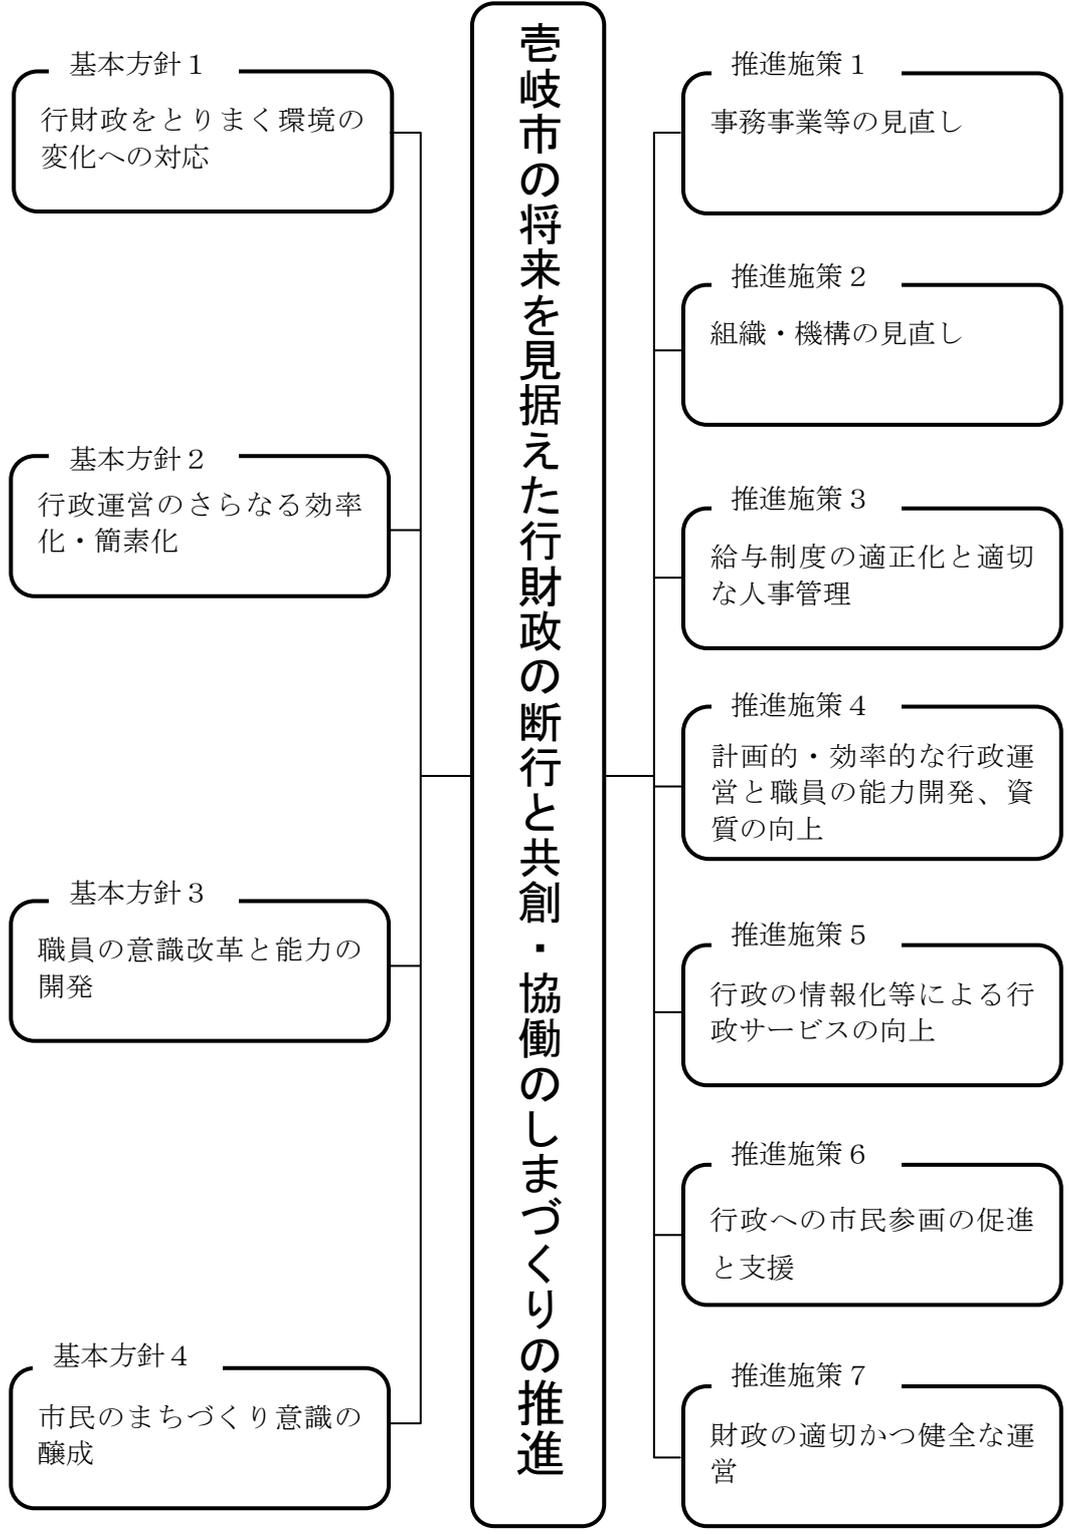 基本方針１
行財政をとりまく環境の
変化への対応
基本方針２
行政運営のさらなる効率
化・簡素化
基本方針３
職員の意識改革と能力の
開発
基本方針４
市民のまちづくり意識の
醸成
壱岐市の将来を見据えた行財政の断行と共創・協働のしまづくりの推進
推進施策１
事務事業等の見直し
推進施策２
組織・機構の見直し
推進施策３
給与制度の適正化と適切
な人事管理
推進施策４
計画的・効率的な行政運
営と職員の能力開発、資
質の向上
推進施策５
行政の情報化等による行
政サービスの向上
推進施策６
行政への市民参画の促進
と支援
推進施策７
財政の適切かつ健全な運
営